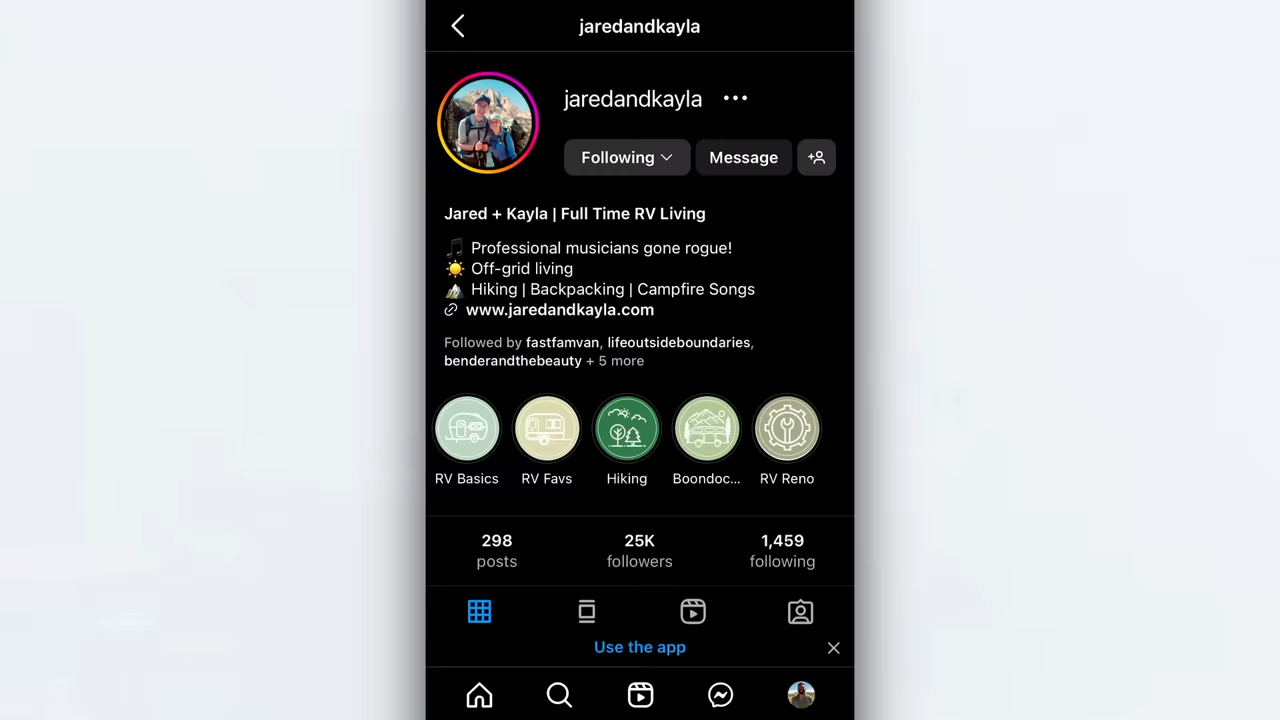 jaredandkayla
jaredandkayla
Following
Message
Jared + Kayla | Full Time RV Living
Professional musicians gone rogue!
Off-grid living
Hiking | Backpacking | Campfire Songs
www.jaredandkayla.com
Followed by fastfamvan, lifeoutsideboundaries,
benderandthebeauty + 5 more
RV Basics RV Favs Hiking Boondoc... RV Reno
298 25K 1,459
posts followers following
Use the app